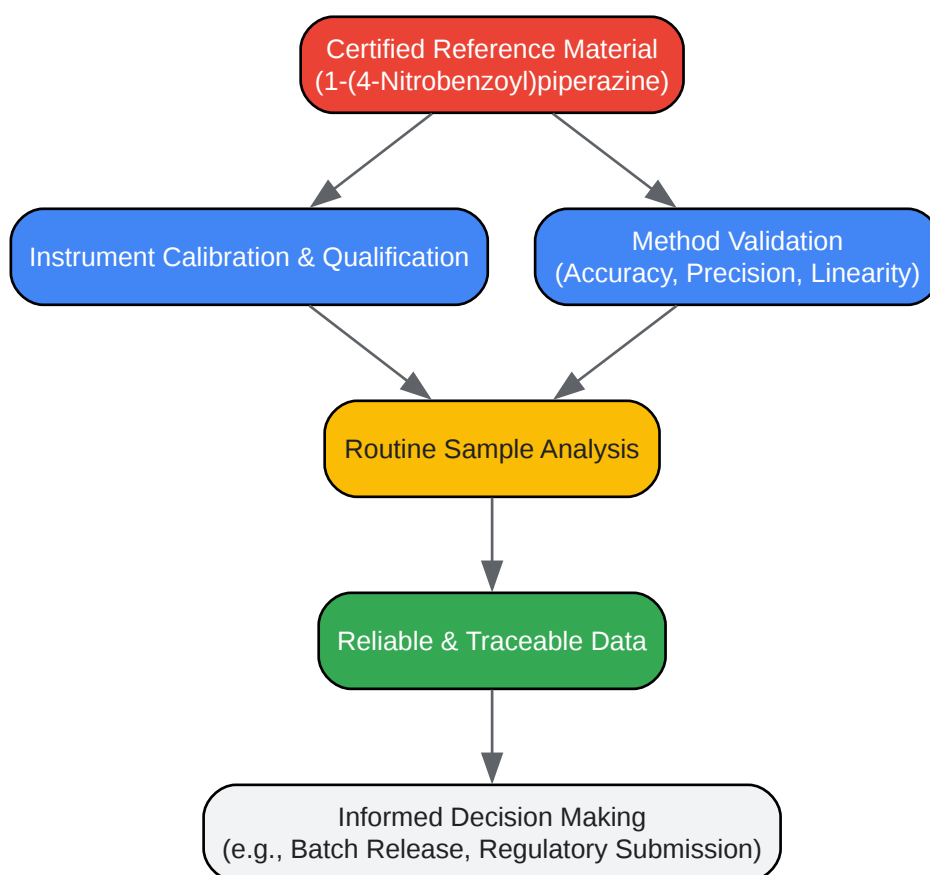 Certified Reference Material
(1-(4-Nitrobenzoyl)piperazine)
Instrument Calibration & Qualification
Method Validation
(Accuracy, Precision, Linearity)
Routine Sample Analysis
Reliable & Traceable Data
Informed Decision Making
(e.g., Batch Release, Regulatory Submission)